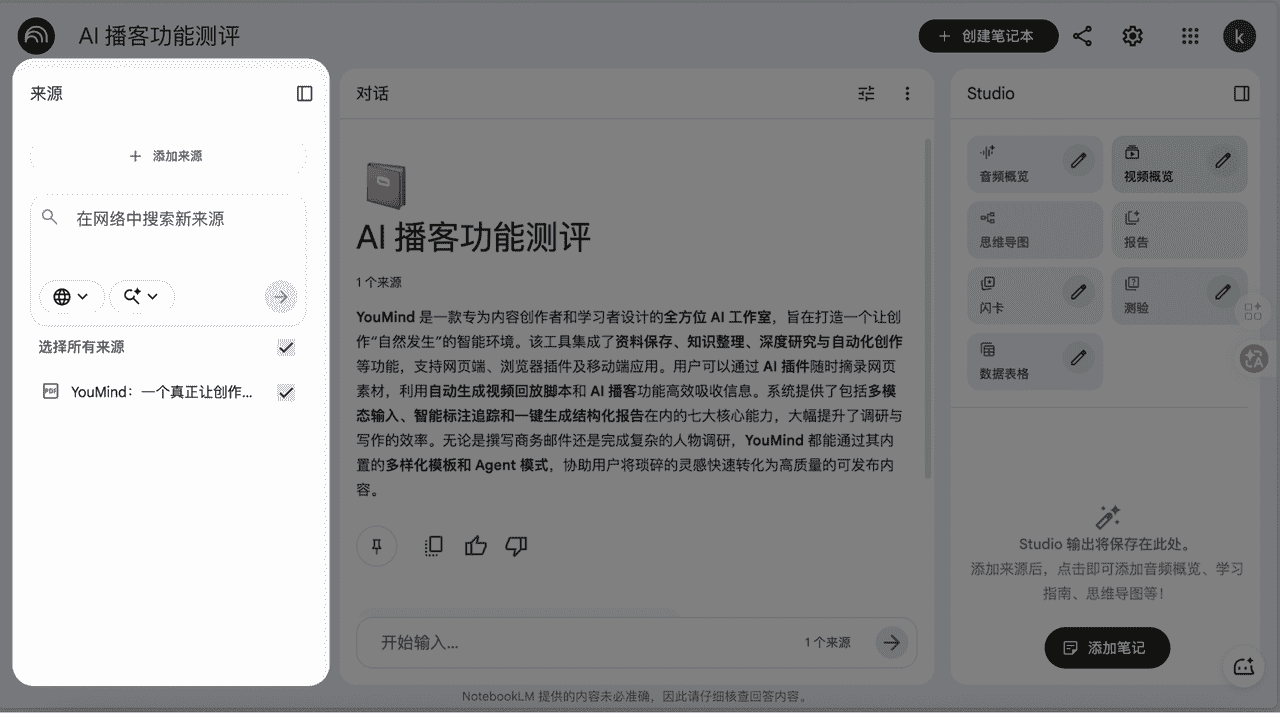 AI 播客功能测评
+ 创建笔记本
k
来源
+ 添加来源
在网络中搜索新来源
选择所有来源
PDF YouMind：一个真正让创作...
对话
AI 播客功能测评
1 个来源
YouMind 是一款专为内容创作者和学习者设计的全方位 AI 工作室，旨在打造一个让创
作“自然发生”的智能环境。该工具集成了资料保存、知识整理、深度研究与自动化创作
等功能，支持网页端、浏览器插件及移动端应用。用户可以通过 AI 插件随时摘录网页
素材，利用自动生成视频回放脚本和 AI 播客功能高效吸收信息。系统提供了包括多模
态输入、智能标注追踪和一键生成结构化报告在内的七大核心能力，大幅提升了调研与
写作的效率。无论是撰写商务邮件还是完成复杂的人物调研，YouMind 都能通过其内
置的多样化模板和 Agent 模式，协助用户将琐碎的灵感快速转化为高质量的可发布内
容。
开始输入...
1 个来源
Studio
音频概览
视频概览
思维导图
报告
闪卡
测验
数据表格
Studio 输出将保存在此处。
添加来源后，点击即可添加音频概览、学习
指南、思维导图等！
添加笔记
NotebookLM 提供的内容未必准确，因此请仔细核查回答内容。